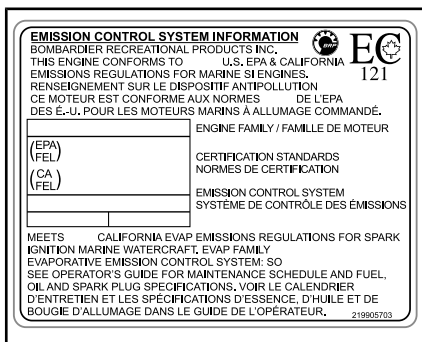 EMISSION CONTROL SYSTEM INFORMATION
BOMBARDIER RECREATIONAL PRODUCTS INC.
BRP
EC
121
THIS ENGINE CONFORMS TO U.S. EPA & CALIFORNIA
EMISSIONS REGULATIONS FOR MARINE SI ENGINES.
RENSEIGNEMENT SUR LE DISPOSITIF ANTIPOLLUTION
CE MOTEUR EST CONFORME AUX NORMES DE L'EPA
DES É.-U. POUR LES MOTEURS MARINS À ALLUMAGE COMMANDÉ.
ENGINE FAMILY / FAMILLE DE MOTEUR
(EPA FEL)
CERTIFICATION STANDARDS
NORMES DE CERTIFICATION
(CA FEL)
EMISSION CONTROL SYSTEM
SYSTÈME DE CONTRÔLE DES ÉMISSIONS
MEETS CALIFORNIA EVAP EMISSIONS REGULATIONS FOR SPARK
IGNITION MARINE WATERCRAFT. EVAP FAMILY
EVAPORATIVE EMISSION CONTROL SYSTEM: SO
SEE OPERATOR'S GUIDE FOR MAINTENANCE SCHEDULE AND FUEL,
OIL AND SPARK PLUG SPECIFICATIONS. VOIR LE CALENDRIER
D'ENTRETIEN ET LES SPÉCIFICATIONS D'ESSENCE, D'HUILE ET DE
BOUGIE D'ALLUMAGE DANS LE GUIDE DE L'OPÉRATEUR.
219905703